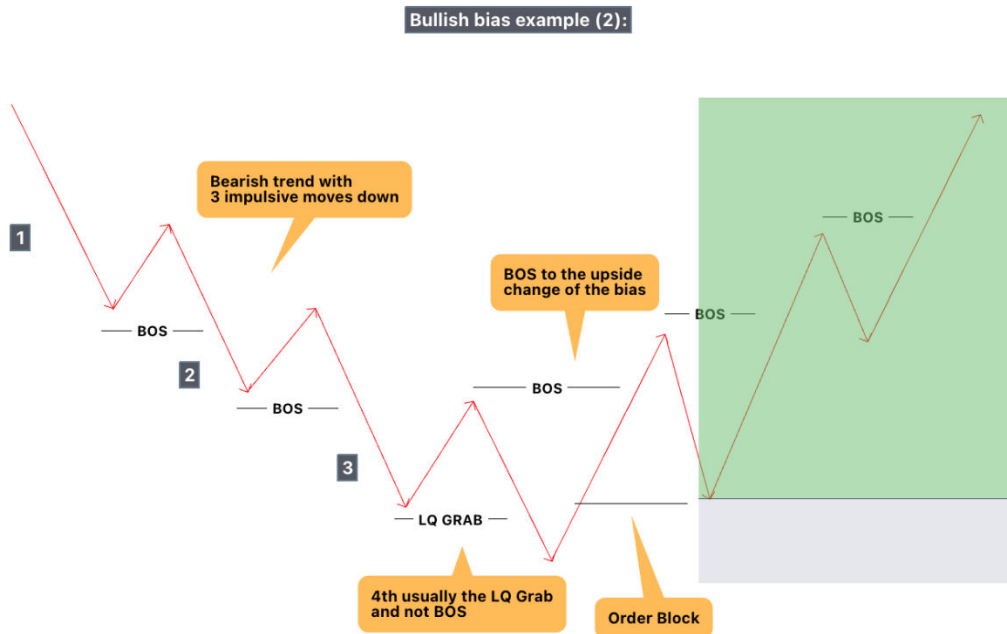 Bullish bias example (2):
Bearish trend with
3 impulsive moves down
1
BOS
BOS to the upside
change of the bias
BOS
2
BOS
BOS
BOS
3
LQ GRAB
4th usually the LQ Grab
and not BOS
Order Block